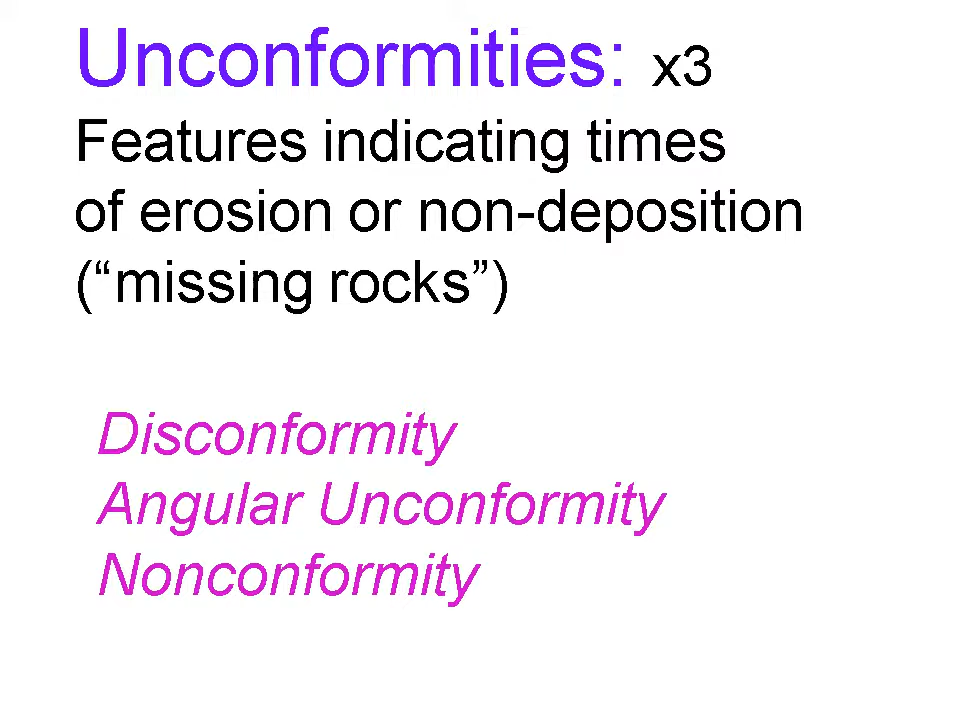 Unconformities: x3
Features indicating times
of erosion or non-deposition
(“missing rocks”)
Disconformity
Angular Unconformity
Nonconformity